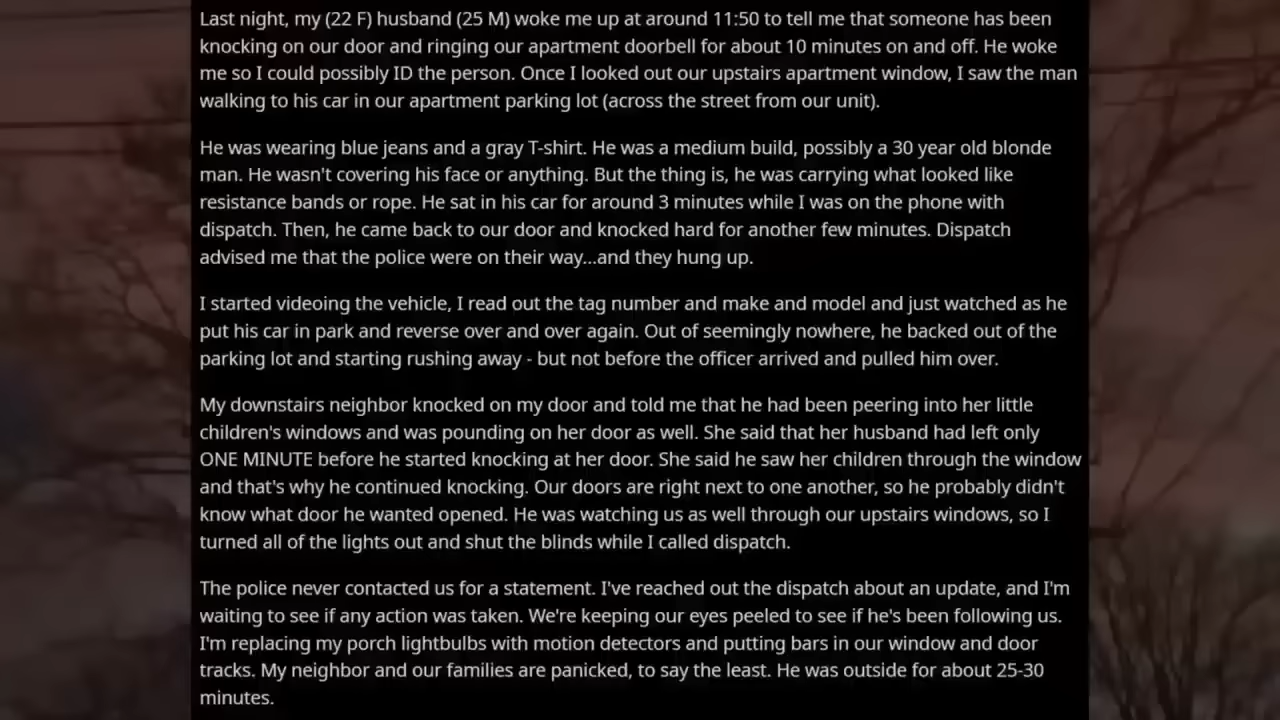 Last night, my (22 F) husband (25 M) woke me up at around 11:50 to tell me that someone has been
knocking on our door and ringing our apartment doorbell for about 10 minutes on and off. He woke
me so I could possibly ID the person. Once I looked out our upstairs apartment window, I saw the man
walking to his car in our apartment parking lot (across the street from our unit).
He was wearing blue jeans and a gray T-shirt. He was a medium build, possibly a 30 year old blonde
man. He wasn't covering his face or anything. But the thing is, he was carrying what looked like
resistance bands or rope. He sat in his car for around 3 minutes while I was on the phone with
dispatch. Then, he came back to our door and knocked hard for another few minutes. Dispatch
advised me that the police were on their way...and they hung up.
I started videoing the vehicle, I read out the tag number and make and model and just watched as he
put his car in park and reverse over and over again. Out of seemingly nowhere, he backed out of the
parking lot and starting rushing away - but not before the officer arrived and pulled him over.
My downstairs neighbor knocked on my door and told me that he had been peering into her little
children's windows and was pounding on her door as well. She said that her husband had left only
ONE MINUTE before he started knocking at her door. She said he saw her children through the window
and that's why he continued knocking. Our doors are right next to one another, so he probably didn't
know what door he wanted opened. He was watching us as well through our upstairs windows, so I
turned all of the lights out and shut the blinds while I called dispatch.
The police never contacted us for a statement. I've reached out the dispatch about an update, and I'm
waiting to see if any action was taken. We're keeping our eyes peeled to see if he's been following us.
I'm replacing my porch lightbulbs with motion detectors and putting bars in our window and door
tracks. My neighbor and our families are panicked, to say the least. He was outside for about 25-30
minutes.